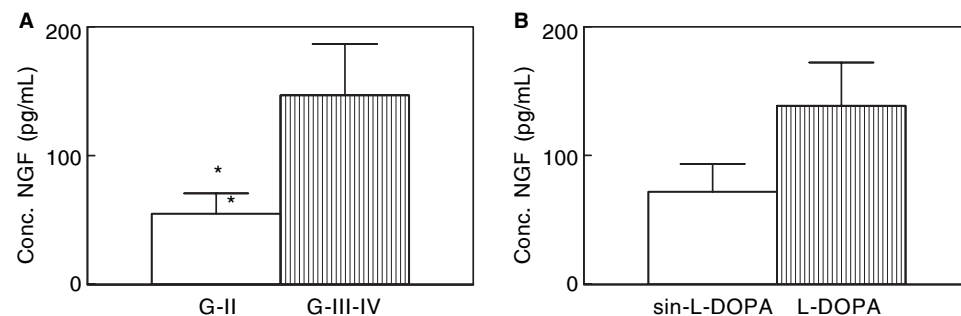 A
Conc. NGF (pg/mL)
200
100
0
*
*
G-II
G-III-IV
B
Conc. NGF (pg/mL)
200
100
0
sin-L-DOPA
L-DOPA